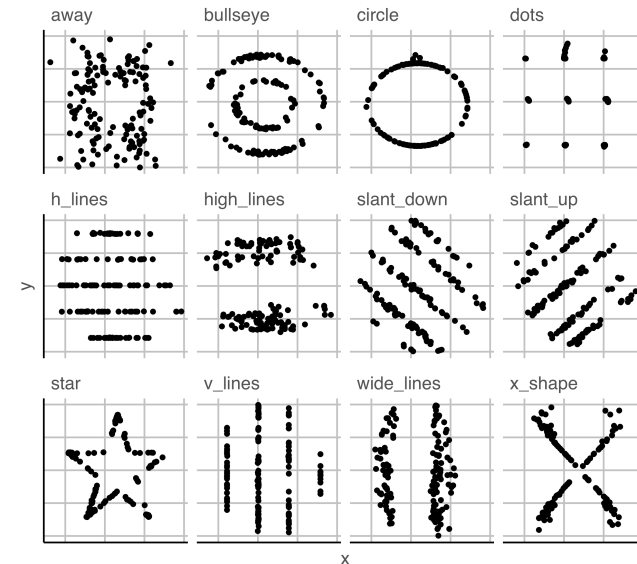 away bullseye circle dots
h_lines high_lines slant_down slant_up
y
star v_lines wide_lines x_shape
x